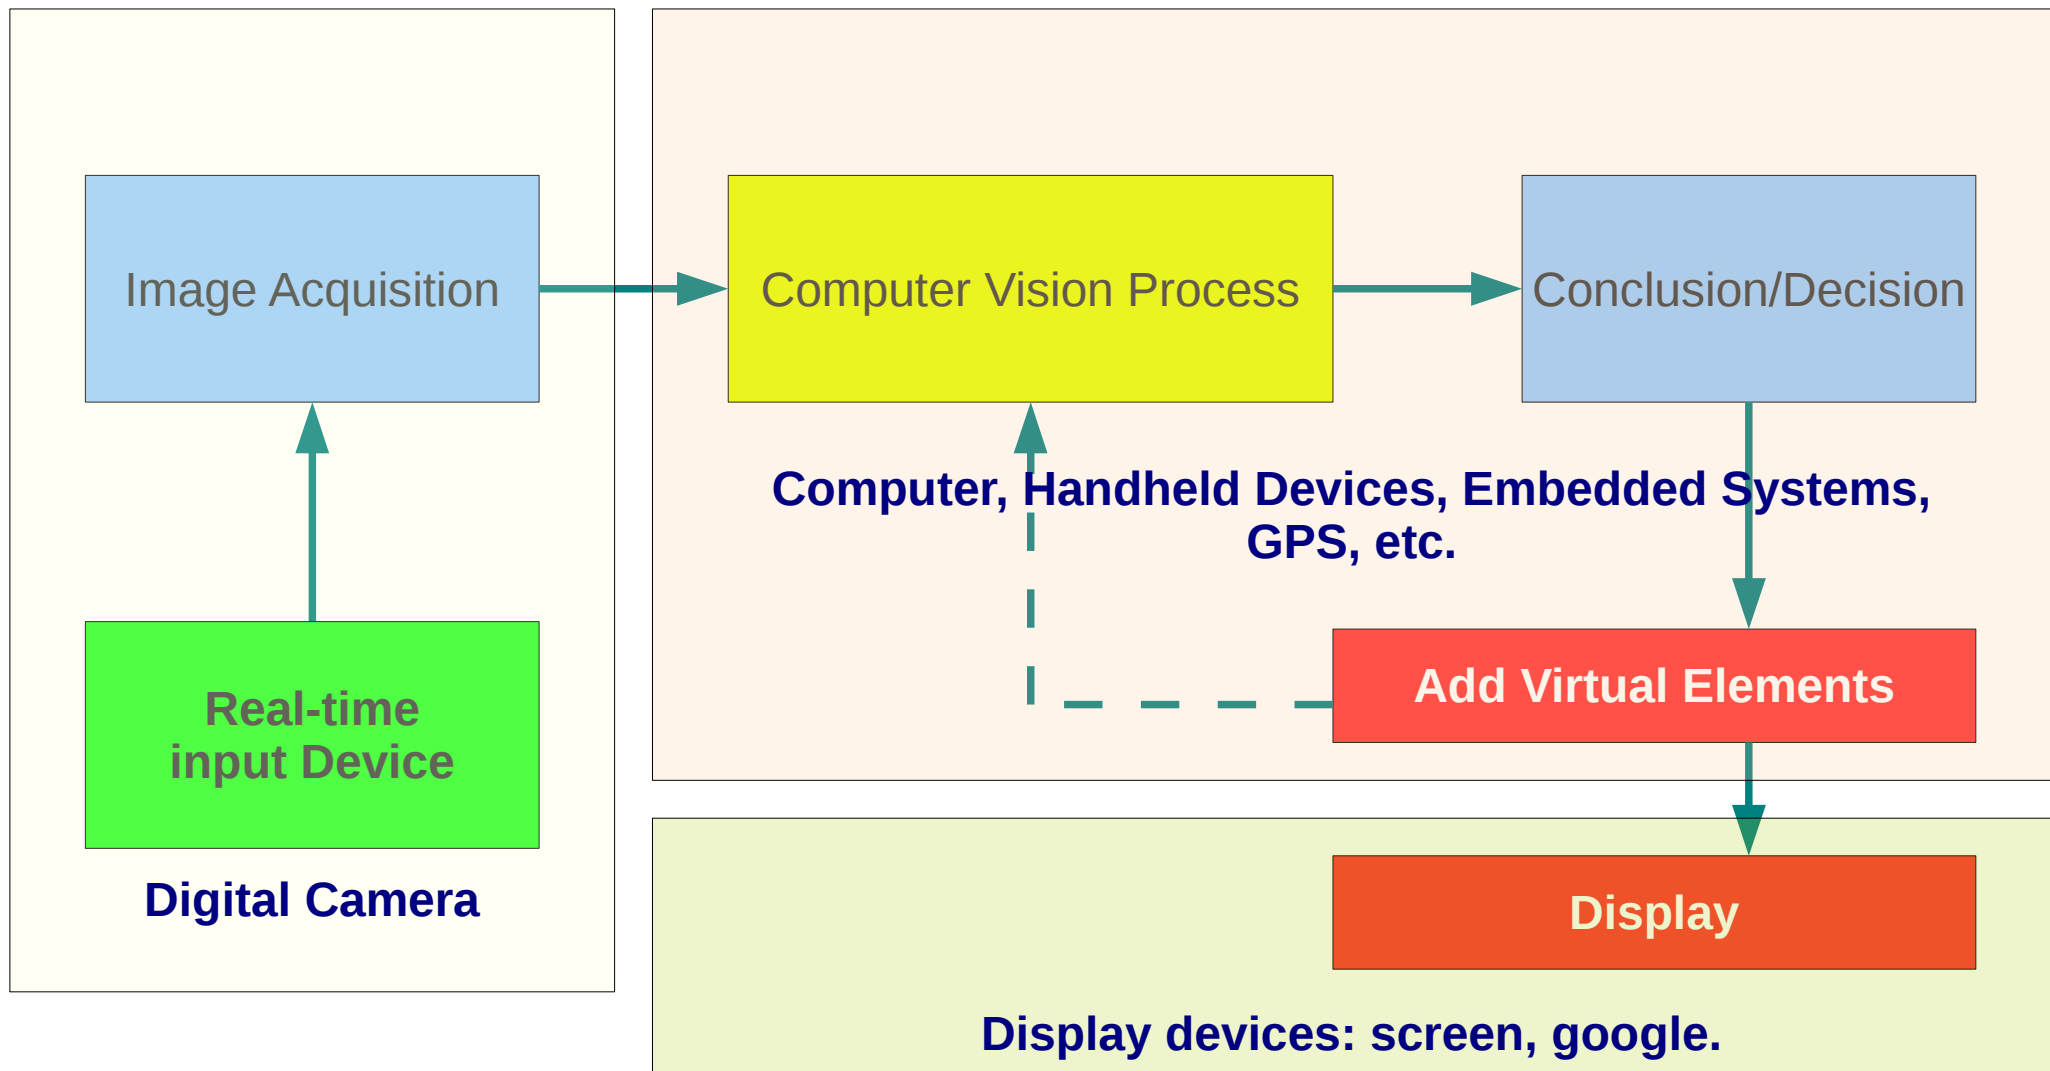 Image Acquisition
Computer Vision Process
Conclusion/Decision
Computer, Handheld Devices, Embedded Systems,
GPS, etc.
Real-time
input Device
Add Virtual Elements
Digital Camera
Display
Display devices: screen, google.